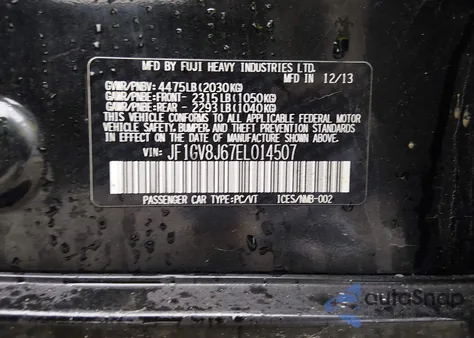 MFD BY FUJI HEAVY INDUSTRIES LTD.
MFD IN 12/13
GVWR/PNBV: 4475LB(2030KG)
GAWR/PNBE:FRONT- 2315LB(1050KG)
GAWR/PNBE:REAR - 2293LB(1040KG)
THIS VEHICLE CONFORMS TO ALL APPLICABLE FEDERAL MOTOR
VEHICLE SAFETY, BUMPER, AND THEFT PREVENTION STANDARDS
IN EFFECT ON THE DATE OF MANUFACTURE SHOWN ABOVE.
VIN: JF1GV8J67EL014507
PASSENGER CAR TYPE:PC/VT ICES/NMB-002
autoSnap